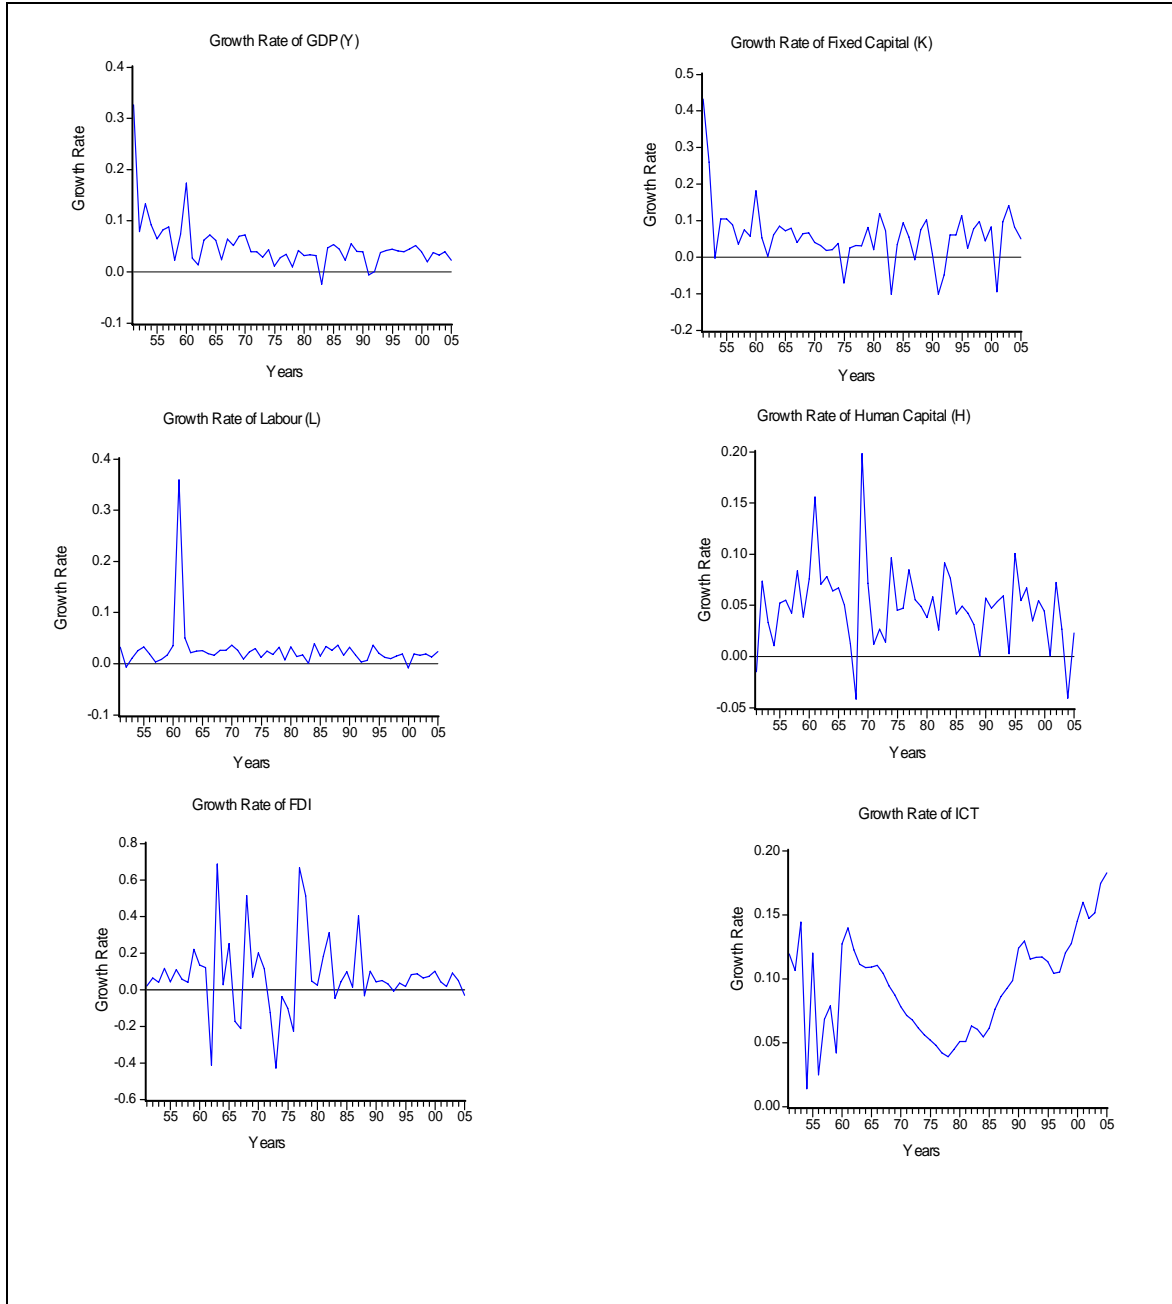 Growth Rate of GDP (Y)
0.4
0.3
0.2
0.1
0.0
-0.1
Growth Rate
55 60 65 70 75 80 85 90 95 00 05
Years
Growth Rate of Fixed Capital (K)
0.5
0.4
0.3
0.2
0.1
0.0
-0.1
-0.2
Growth Rate
55 60 65 70 75 80 85 90 95 00 05
Years
Growth Rate of Labour (L)
0.4
0.3
0.2
0.1
0.0
-0.1
Growth Rate
55 60 65 70 75 80 85 90 95 00 05
Years
Growth Rate of Human Capital (H)
0.20
0.15
0.10
0.05
0.00
-0.05
Growth Rate
55 60 65 70 75 80 85 90 95 00 05
Years
Growth Rate of FDI
0.8
0.6
0.4
0.2
0.0
-0.2
-0.4
-0.6
Growth Rate
55 60 65 70 75 80 85 90 95 00 05
Years
Growth Rate of ICT
0.20
0.15
0.10
0.05
0.00
Growth Rate
55 60 65 70 75 80 85 90 95 00 05
Years